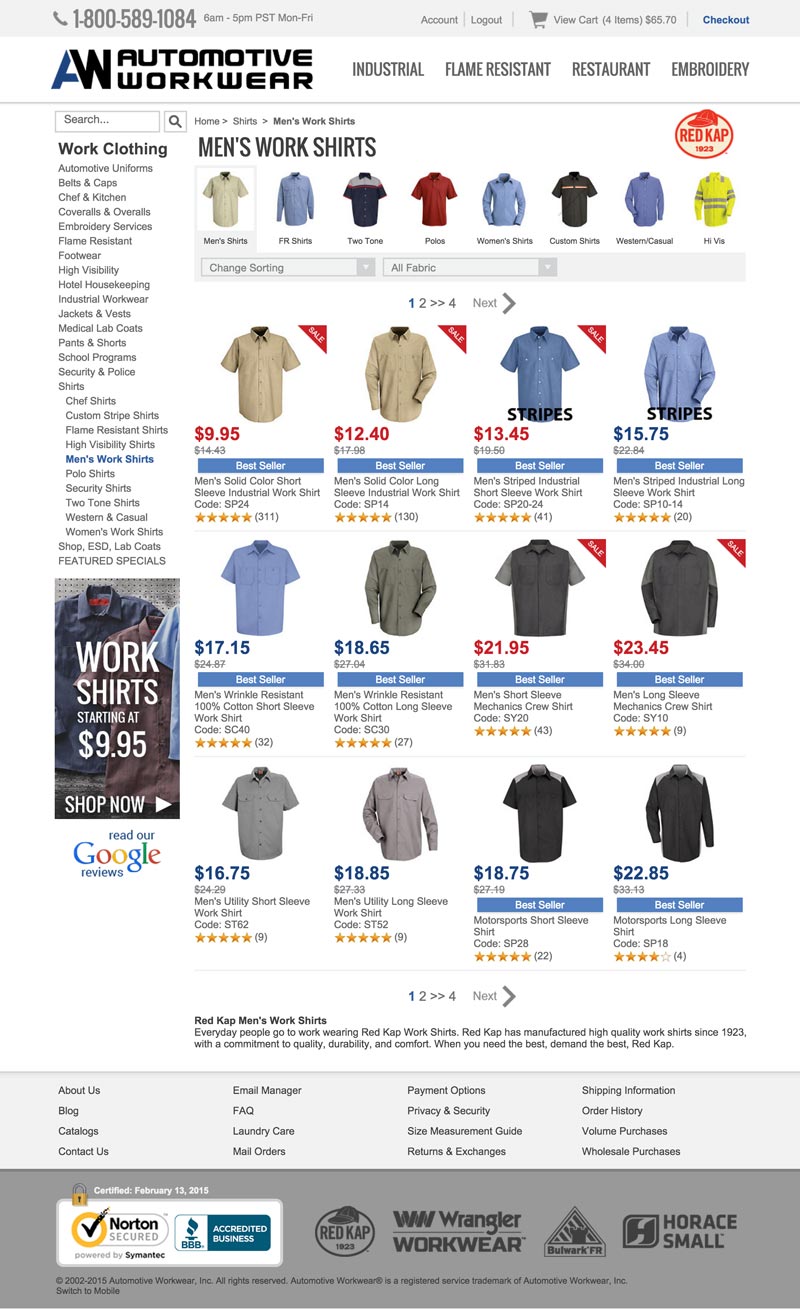 1-800-589-1084 6am - 5pm PST Mon-Fri
Account Logout View Cart (4 Items) $65.70 Checkout
AW AUTOMOTIVE
WORKWEAR
INDUSTRIAL FLAME RESISTANT RESTAURANT EMBROIDERY
Search...
Work Clothing
Automotive Uniforms
Belts & Caps
Chef & Kitchen
Coveralls & Overalls
Embroidery Services
Flame Resistant
Footwear
High Visibility
Hotel Housekeeping
Industrial Workwear
Jackets & Vests
Medical Lab Coats
Pants & Shorts
School Programs
Security & Police
Shirts
Chef Shirts
Custom Stripe Shirts
Flame Resistant Shirts
High Visibility Shirts
Men's Work Shirts
Polo Shirts
Security Shirts
Two Tone Shirts
Western & Casual
Women's Work Shirts
Shop, ESD, Lab Coats
FEATURED SPECIALS
WORK
SHIRTS
STARTING AT
$9.95
SHOP NOW
read our
Google
reviews
Home > Shirts > Men's Work Shirts
MEN'S WORK SHIRTS
RED KAP
1923
Men's Shirts FR Shirts Two Tone Polos Women's Shirts Custom Shirts Western/Casual Hi Vis
Change Sorting All Fabric
1 2 >> 4 Next
SALE
$9.95
$14.43
Best Seller
Men's Solid Color Short
Sleeve Industrial Work Shirt
Code: SP24
(311)
SALE
$12.40
$17.98
Best Seller
Men's Solid Color Long
Sleeve Industrial Work Shirt
Code: SP14
(130)
SALE
STRIPES
$13.45
$19.50
Best Seller
Men's Striped Industrial
Short Sleeve Work Shirt
Code: SP20-24
(41)
STRIPES
$15.75
$22.84
Best Seller
Men's Striped Industrial Long
Sleeve Work Shirt
Code: SP10-14
(20)
$17.15
$24.87
Best Seller
Men's Wrinkle Resistant
100% Cotton Short Sleeve
Work Shirt
Code: SC40
(32)
$18.65
$27.04
Best Seller
Men's Wrinkle Resistant
100% Cotton Long Sleeve
Work Shirt
Code: SC30
(27)
SALE
$21.95
$31.83
Best Seller
Men's Short Sleeve
Mechanics Crew Shirt
Code: SY20
(43)
SALE
$23.45
$34.00
Best Seller
Men's Long Sleeve
Mechanics Crew Shirt
Code: SY10
(9)
$16.75
$24.29
Men's Utility Short Sleeve
Work Shirt
Code: ST62
(9)
$18.85
$27.33
Men's Utility Long Sleeve
Work Shirt
Code: ST52
(9)
$18.75
$27.19
Best Seller
Motorsports Short Sleeve
Shirt
Code: SP28
(22)
$22.85
$33.13
Best Seller
Motorsports Long Sleeve
Shirt
Code: SP18
(4)
1 2 >> 4 Next
Red Kap Men's Work Shirts
Everyday people go to work wearing Red Kap Work Shirts. Red Kap has manufactured high quality work shirts since 1923,
with a commitment to quality, durability, and comfort. When you need the best, demand the best, Red Kap.
About Us Email Manager Payment Options Shipping Information
Blog FAQ Privacy & Security Order History
Catalogs Laundry Care Size Measurement Guide Volume Purchases
Contact Us Mail Orders Returns & Exchanges Wholesale Purchases
Certified: February 13, 2015
Norton
SECURED
powered by Symantec
BBB.
ACCREDITED
BUSINESS
RED KAP
1923
Wrangler
WORKWEAR
Bulwark FR
HORACE
SMALL
© 2002-2015 Automotive Workwear, Inc. All rights reserved. Automotive Workwear® is a registered service trademark of Automotive Workwear, Inc.
Switch to Mobile